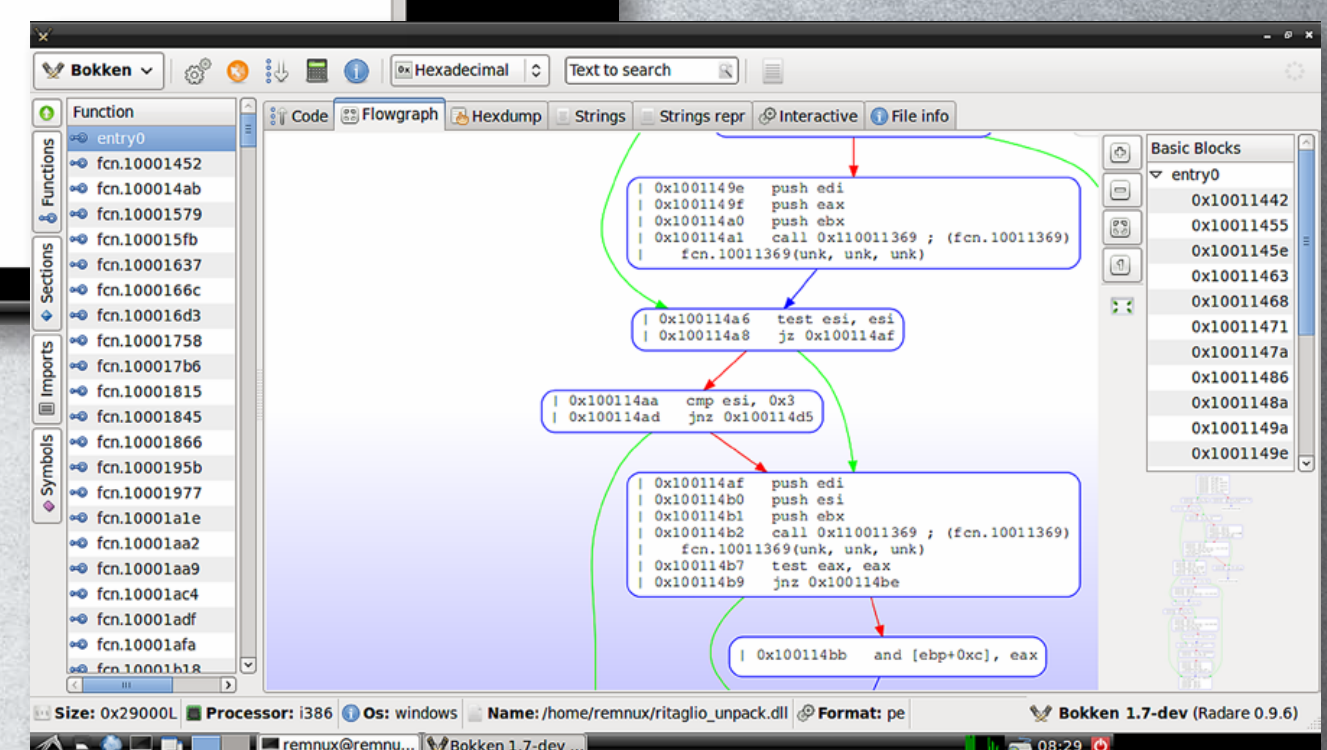 Bokken
Hexadecimal
Text to search
Functions
Sections
Imports
Symbols
Function
entry0
fcn.10001452
fcn.100014ab
fcn.10001579
fcn.100015fb
fcn.10001637
fcn.1000166c
fcn.100016d3
fcn.10001758
fcn.100017b6
fcn.10001815
fcn.10001845
fcn.10001866
fcn.1000195b
fcn.10001977
fcn.10001a1e
fcn.10001aa2
fcn.10001aa9
fcn.10001ac4
fcn.10001adf
fcn.10001afa
fcn.10001b18
Code Flowgraph Hexdump Strings Strings repr Interactive File info
| 0x1001149e push edi
| 0x1001149f push eax
| 0x100114a0 push ebx
| 0x100114a1 call 0x110011369 ; (fcn.10011369)
| fcn.10011369(unk, unk, unk)
| 0x100114a6 test esi, esi
| 0x100114a8 jz 0x100114af
| 0x100114aa cmp esi, 0x3
| 0x100114ad jnz 0x100114d5
| 0x100114af push edi
| 0x100114b0 push esi
| 0x100114b1 push ebx
| 0x100114b2 call 0x110011369 ; (fcn.10011369)
| fcn.10011369(unk, unk, unk)
| 0x100114b7 test eax, eax
| 0x100114b9 jnz 0x100114be
| 0x100114bb and [ebp+0xc], eax
Basic Blocks
entry0
0x10011442
0x10011455
0x1001145e
0x10011463
0x10011468
0x10011471
0x1001147a
0x10011486
0x1001148a
0x1001149a
0x1001149e
Size: 0x29000L Processor: i386 Os: windows Name: /home/remnux/ritaglio_unpack.dll Format: pe Bokken 1.7-dev (Radare 0.9.6)
remnux@remnu... Bokken 1.7-dev ... 08:29